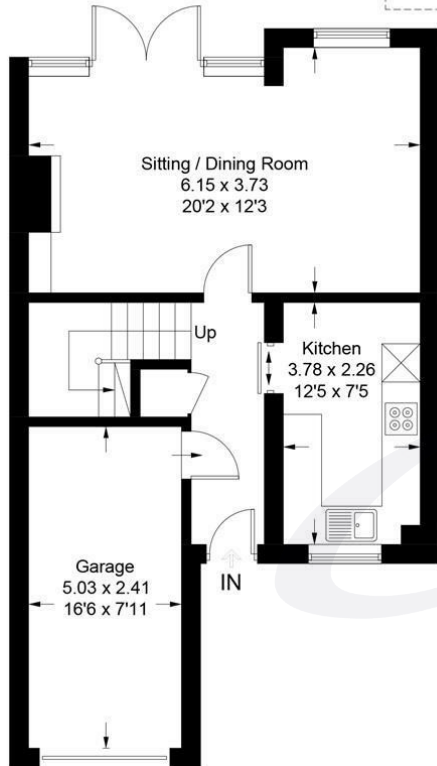 Sitting / Dining Room
6.15 x 3.73
20'2 x 12'3
Up
Kitchen
3.78 x 2.26
12'5 x 7'5
Garage
5.03 x 2.41
16'6 x 7'11
IN